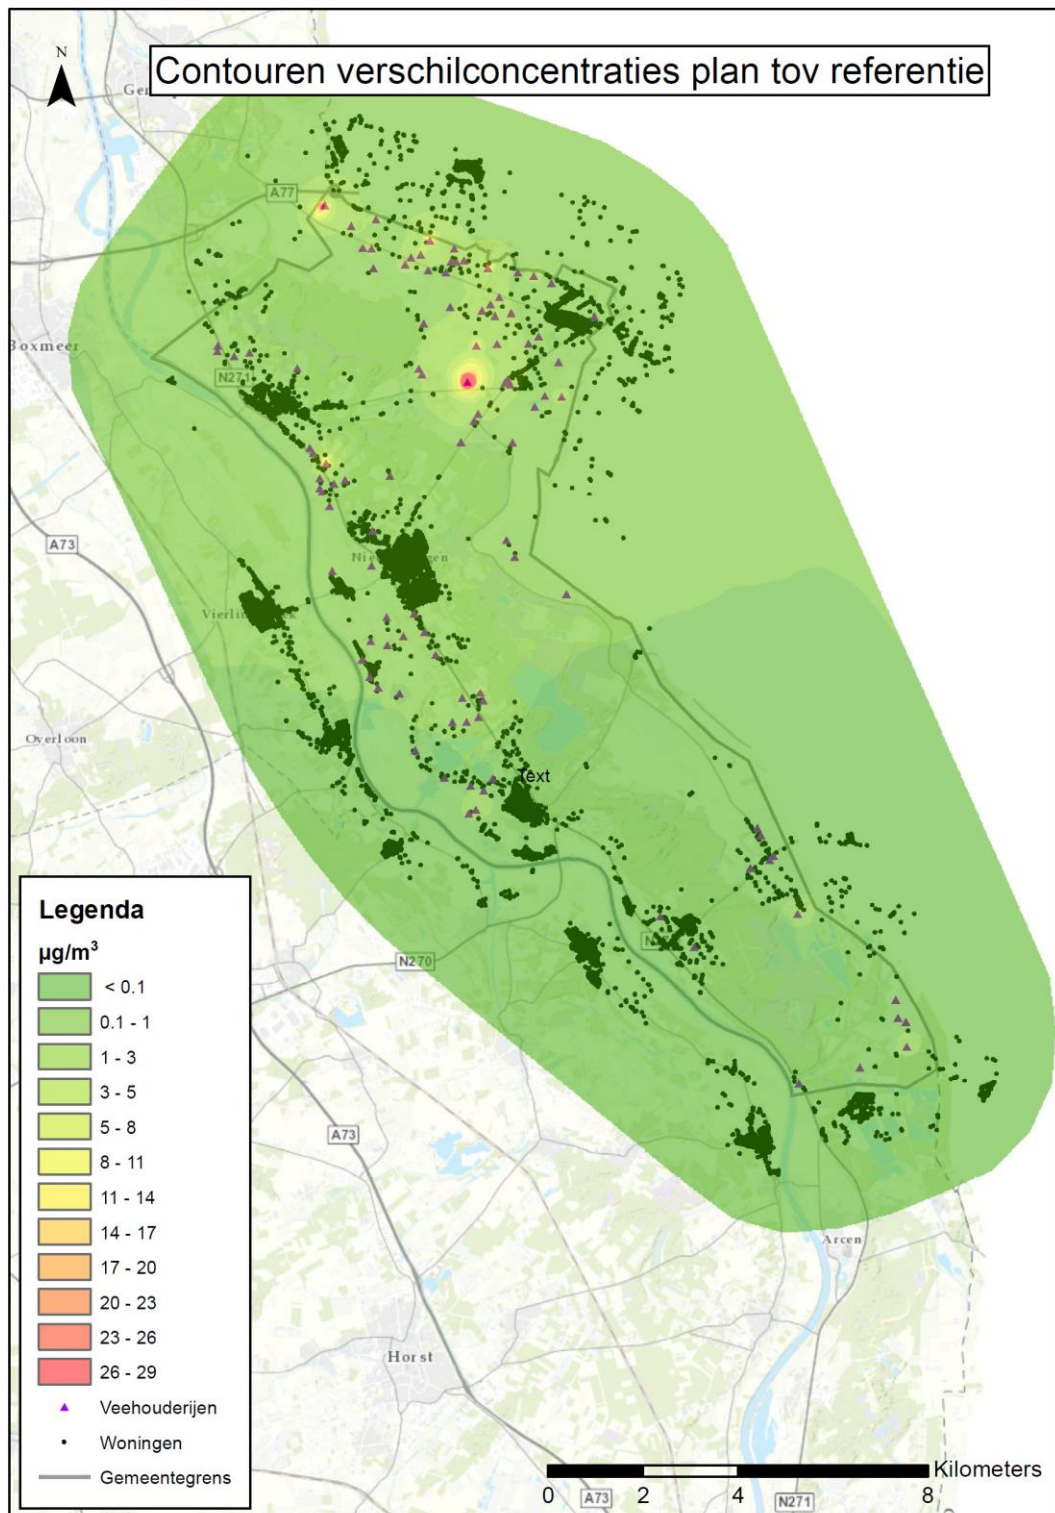 Contouren verschilconcentraties plan tov referentie
N
A77
Boxmeer
N271
A73
Overloon
Text
N270
A73
Arcen
Horst
Legenda
µg/m³
< 0.1
0.1 - 1
1 - 3
3 - 5
5 - 8
8 - 11
11 - 14
14 - 17
17 - 20
20 - 23
23 - 26
26 - 29
Veehouderijen
Woningen
Gemeentegrens
Kilometers
0 2 4 8
A73
N271